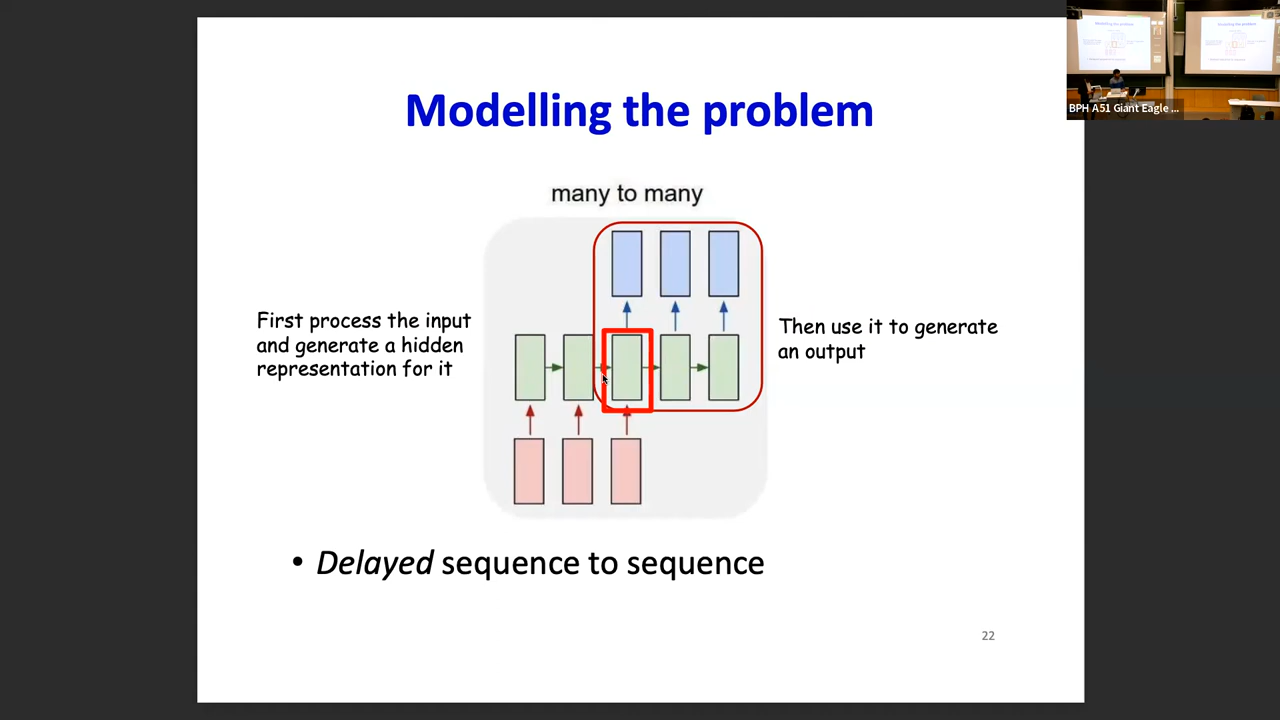 Modelling the problem
BPH A51 Giant Eagle ...
many to many
First process the input
and generate a hidden
representation for it
Then use it to generate
an output
• Delayed sequence to sequence
22